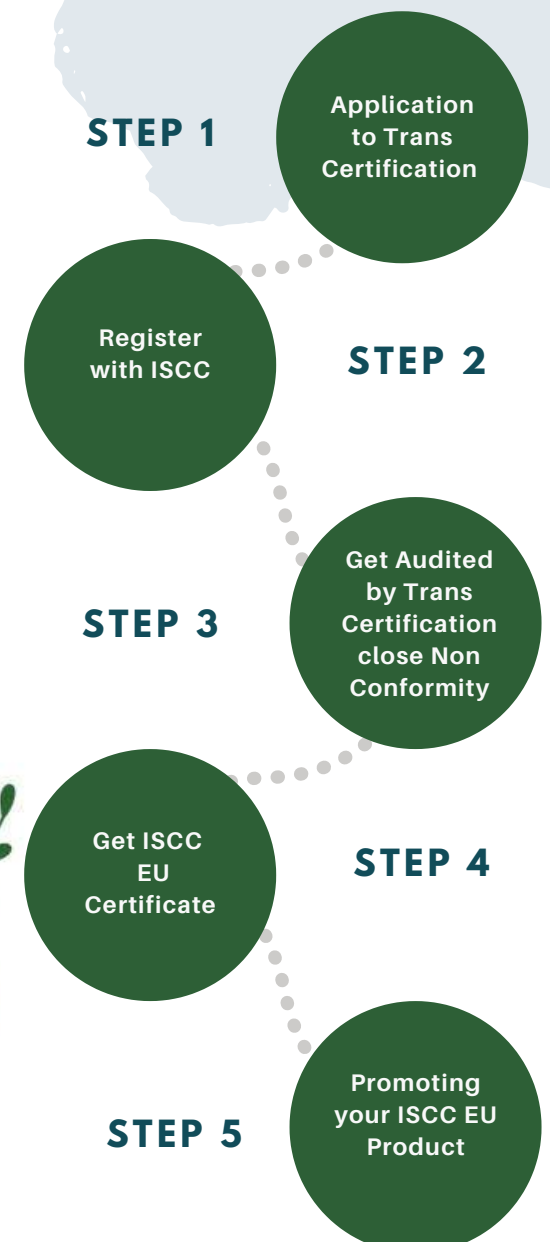 STEP 1
Application
to Trans
Certification
Register
with ISCC
STEP 2
STEP 3
Get Audited
by Trans
Certification
close Non
Conformity
Get ISCC
EU
Certificate
STEP 4
STEP 5
Promoting
your ISCC EU
Product